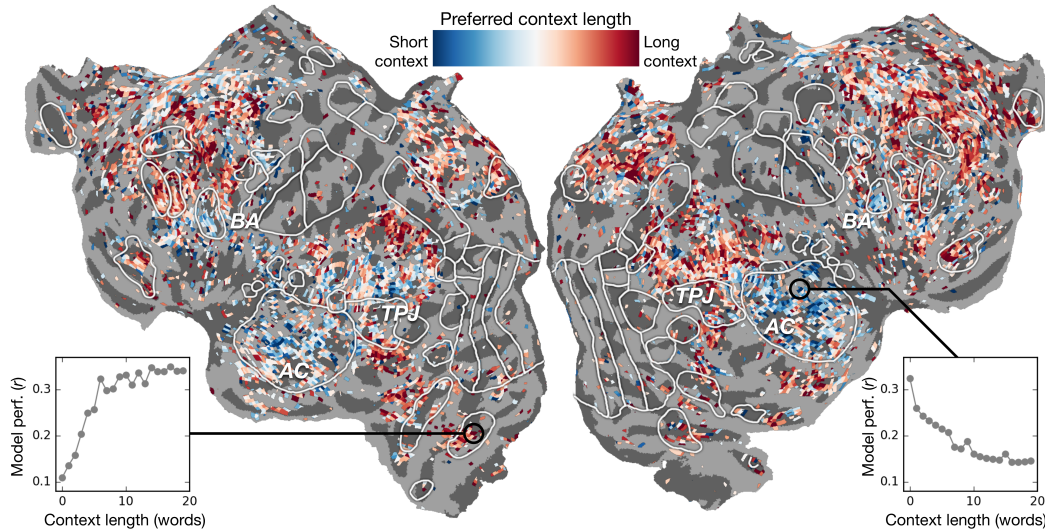 Preferred context length
Short
context
Long
context
BA
BA
TPJ
TPJ
AC
AC
Model perf. (r)
0.3
0.2
0.1
0
10
20
Context length (words)
Model perf. (r)
0.3
0.2
0.1
0
10
20
Context length (words)